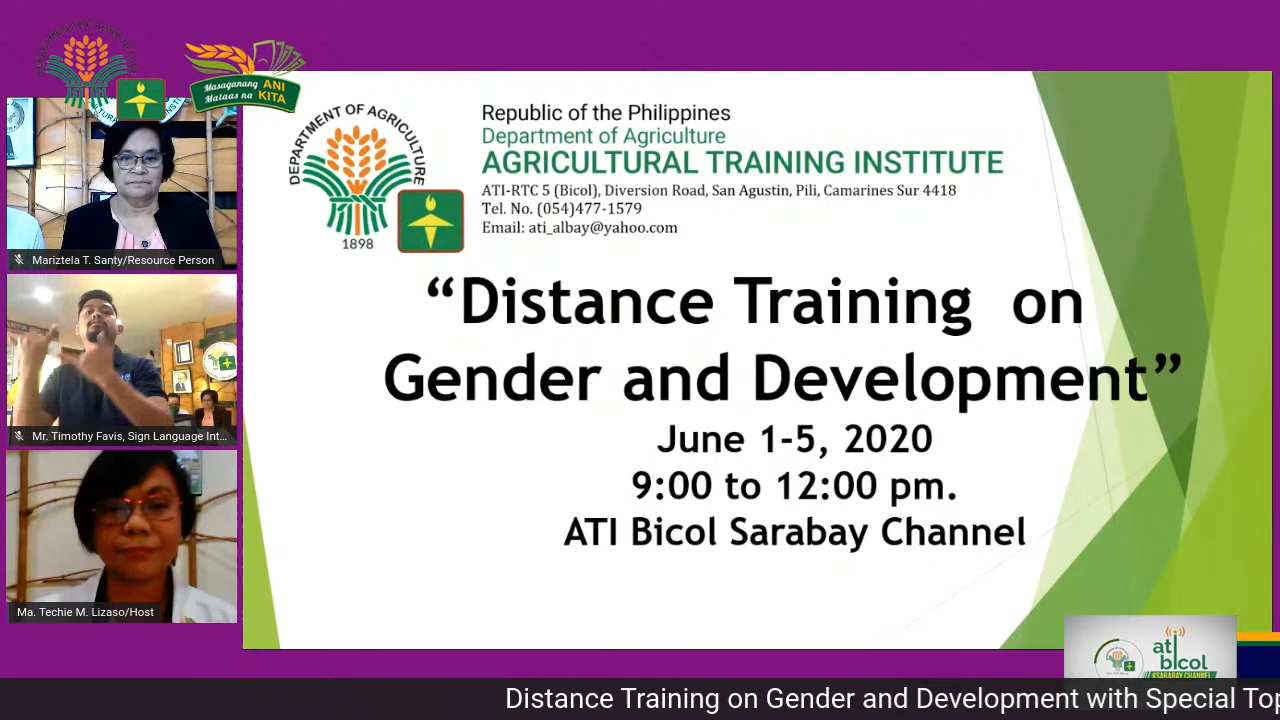 Masaganang ANI
Mataas na KITA
DEPARTMENT OF AGRICULTURE
1898
Republic of the Philippines
Department of Agriculture
AGRICULTURAL TRAINING INSTITUTE
ATI-RTC 5 (Bicol), Diversion Road, San Agustin, Pili, Camarines Sur 4418
Tel. No. (054)477-1579
Email: ati_albay@yahoo.com
“Distance Training on
Gender and Development”
June 1-5, 2020
9:00 to 12:00 pm.
ATI Bicol Sarabay Channel
Mariztela T. Santy/Resource Person
Mr. Timothy Favis, Sign Language Int...
Ma. Techie M. Lizaso/Host
ati
bicol
#SARABAY CHANNEL
Distance Training on Gender and Development with Special Top